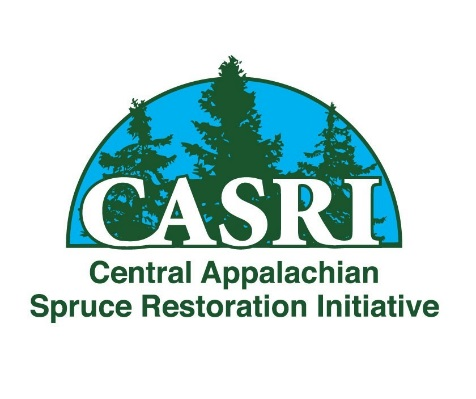 CASRI
Central Appalachian
Spruce Restoration Initiative